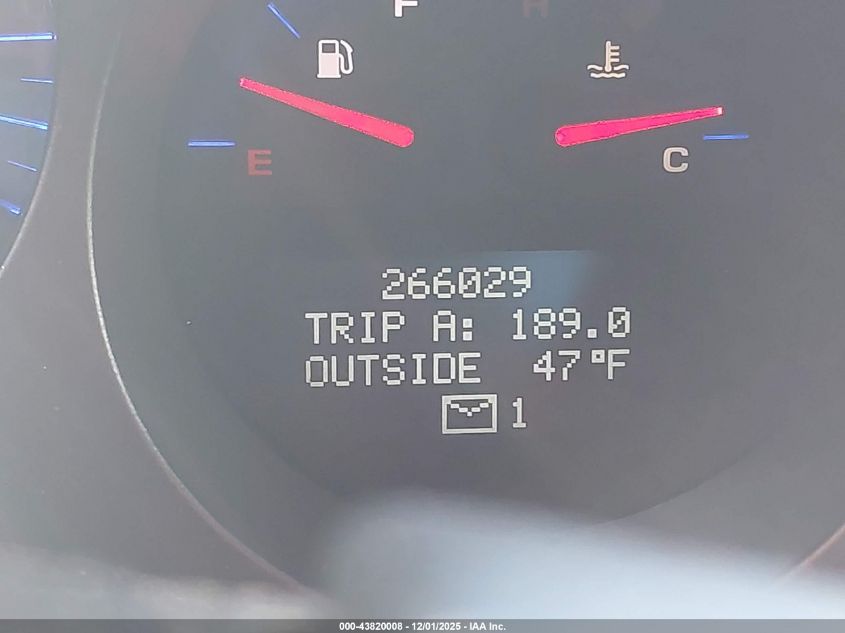 F H
E C
266029
TRIP A: 189.0
OUTSIDE 47°F
1
000-43820008 - 12/01/2025 - IAA Inc.